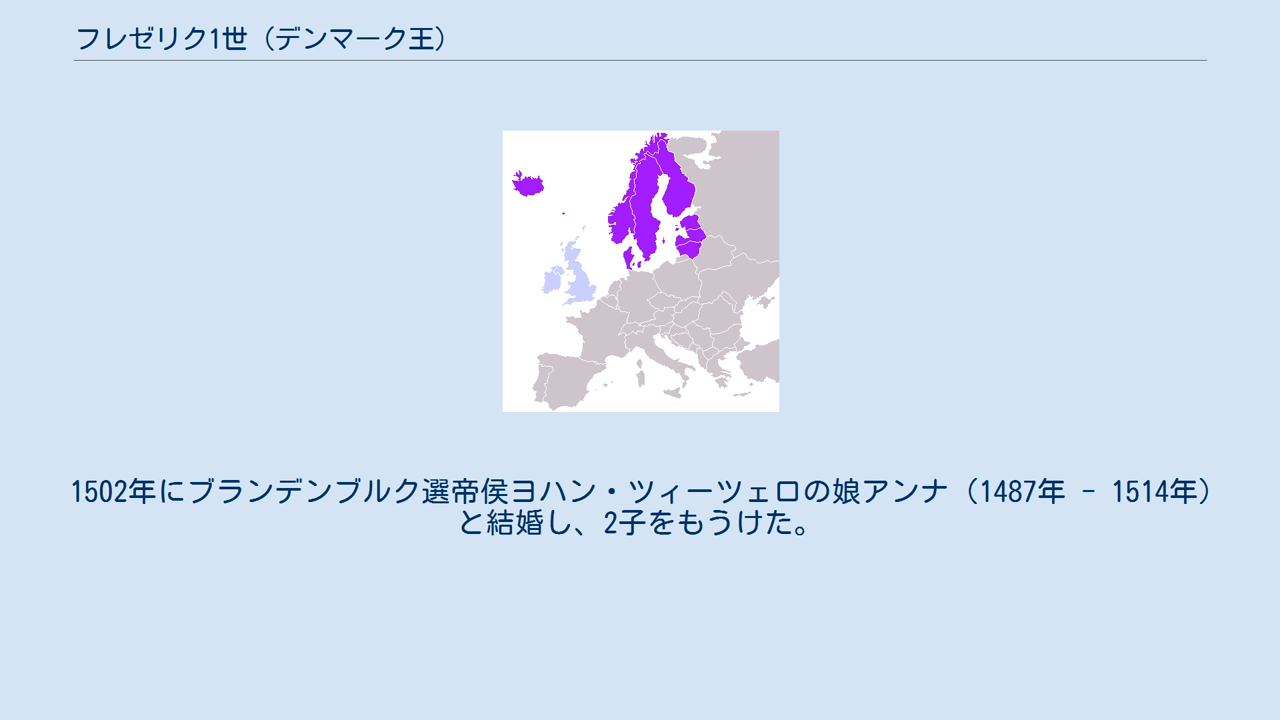 フレゼリク1世（デンマーク王）
1502年にブランデンブルク選帝侯ヨハン・ツィーツェロの娘アンナ（1487年 - 1514年）
と結婚し、2子をもうけた。